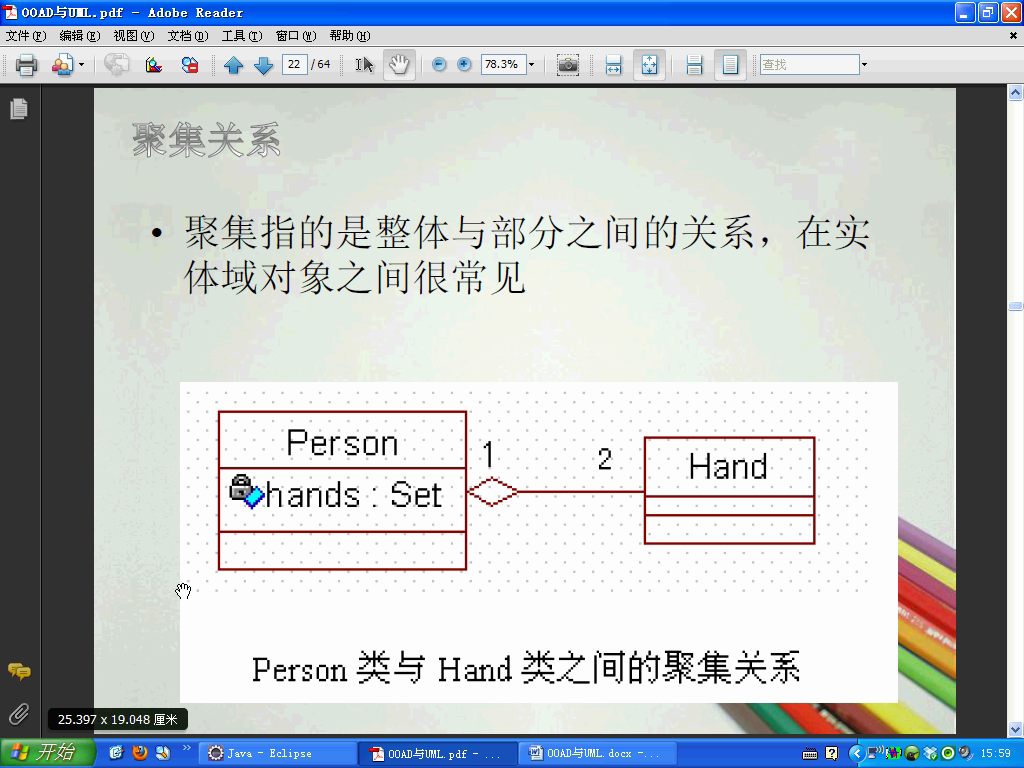 OOAD与UML.pdf - Adobe Reader
文件(F) 编辑(E) 视图(V) 文档(D) 工具(T) 窗口(W) 帮助(H)
22 / 64 78.3% 查找
聚集关系
• 聚集指的是整体与部分之间的关系，在实
体域对象之间很常见
Person
hands : Set
1
2
Hand
Person 类与 Hand 类之间的聚集关系
25.397 x 19.048 厘米
开始 Java - Eclipse OOAD与UML.pdf - ... OOAD与UML.docx -... 15:59